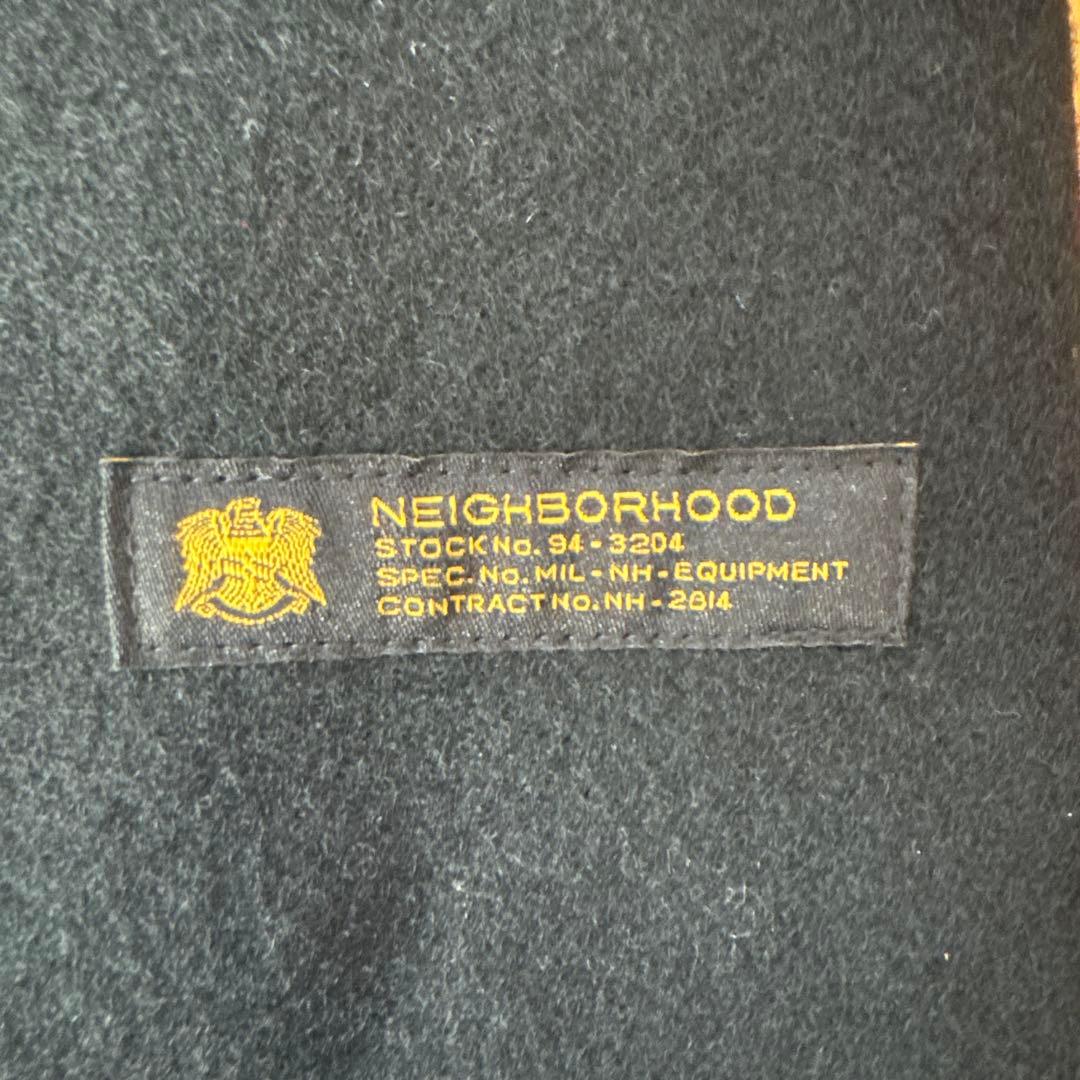 NEIGHBORHOOD
STOCK No. 94-3204
SPEC. No. MIL-NH-EQUIPMENT
CONTRACT No. NH-2814